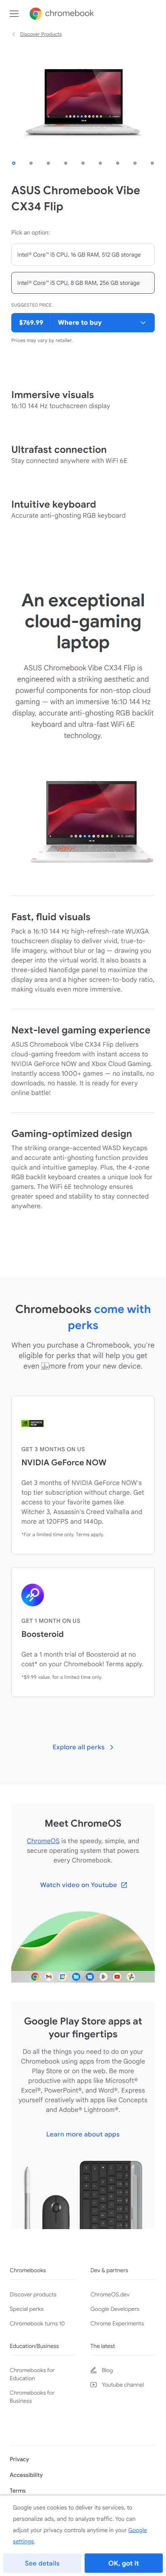 chromebook
Discover Products
ASUS Chromebook Vibe
CX34 Flip
Pick an option:
Intel® Core™ i5 CPU, 16 GB RAM, 512 GB storage
Intel® Core™ i5 CPU, 8 GB RAM, 256 GB storage
SUGGESTED PRICE.
$769.99 Where to buy
Prices may vary by retailer.
Immersive visuals
16:10 144 Hz touchscreen display
Ultrafast connection
Stay connected anywhere with WiFi 6E
Intuitive keyboard
Accurate anti-ghosting RGB keyboard
An exceptional
cloud-gaming
laptop
ASUS Chromebook Vibe CX34 Flip is
engineered with a striking aesthetic and
powerful components for non-stop cloud
gaming — with an immersive 16:10 144 Hz
display, accurate anti-ghosting RGB backlit
keyboard and ultra-fast WiFi 6E
technology.
Fast, fluid visuals
Pack a 16:10 144Hz high-refresh-rate WUXGA
touchscreen display to deliver vivid, true-to-
life imagery, without blur or lag — drawing you
deeper into the virtual world. It also boasts a
three-sided NanoEdge panel to maximize the
display area and a higher screen-to-body ratio,
making visuals even more immersive.
Next-level gaming experience
ASUS Chromebook Vibe CX34 Flip delivers
cloud-gaming enjoyment with instant access to
NVIDIA GeForce NOW and Xbox Cloud Gaming.
Instantly access 1000+ games — no installs, no
downloads, no hardware. It is ready for every
online battle!
Gaming-optimized design
The striking orange-accented WASD keycaps
and accurate anti-ghosting function provides
quick and intuitive gameplay. Plus, the 4-zone
RGB backlit keyboard creates a unique look for
gamers. The WiFi 6E technology provides
greater speed and stability to stay connected
anywhere.
Chromebooks come with
perks
When you purchase a Chromebook, you're
eligible for perks that will help you get
even more from your new device.
GET 3 MONTHS ON US
NVIDIA GeForce NOW
Get 3 months of NVIDIA GeForce NOW's
top tier subscription without charge. Get
access to your favorite games like
Witcher 3, Assassin's Creed Valhalla and
more at 120FPS and 1440p.
*For a limited time only. Terms apply.
GET 1 MONTH ON US
Boosteroid
Get a 1 month trial of Boosteroid at no
cost* on your Chromebook! Terms apply.
*$9.99 value, for a limited time only.
Explore all perks
Meet ChromeOS
ChromeOS is the speedy, simple, and
secure operating system that powers
every Chromebook.
Watch video on Youtube
Google Play Store apps at
your fingertips
Do all the things you need to do on your
Chromebook using apps from the Google
Play Store or on the web. Be more
productive with apps like Microsoft®
Excel®, PowerPoint®, and Word®. Express
yourself creatively with apps like Concepts
and Adobe® Lightroom®.
Learn more about apps
Chromebooks
Dev & partners
Discover products
ChromeOS.dev
Special perks
Google Developers
Chromebook turns 10
Chrome Experiments
Education/Business
The latest
Chromebooks for
Education
Blog
Youtube channel
Chromebooks for
Business
Privacy
Accessibility
Terms
Google uses cookies to deliver its services, to
personalize ads, and to analyze traffic. You can
adjust your privacy controls anytime in your Google
settings.
See details
OK, got it